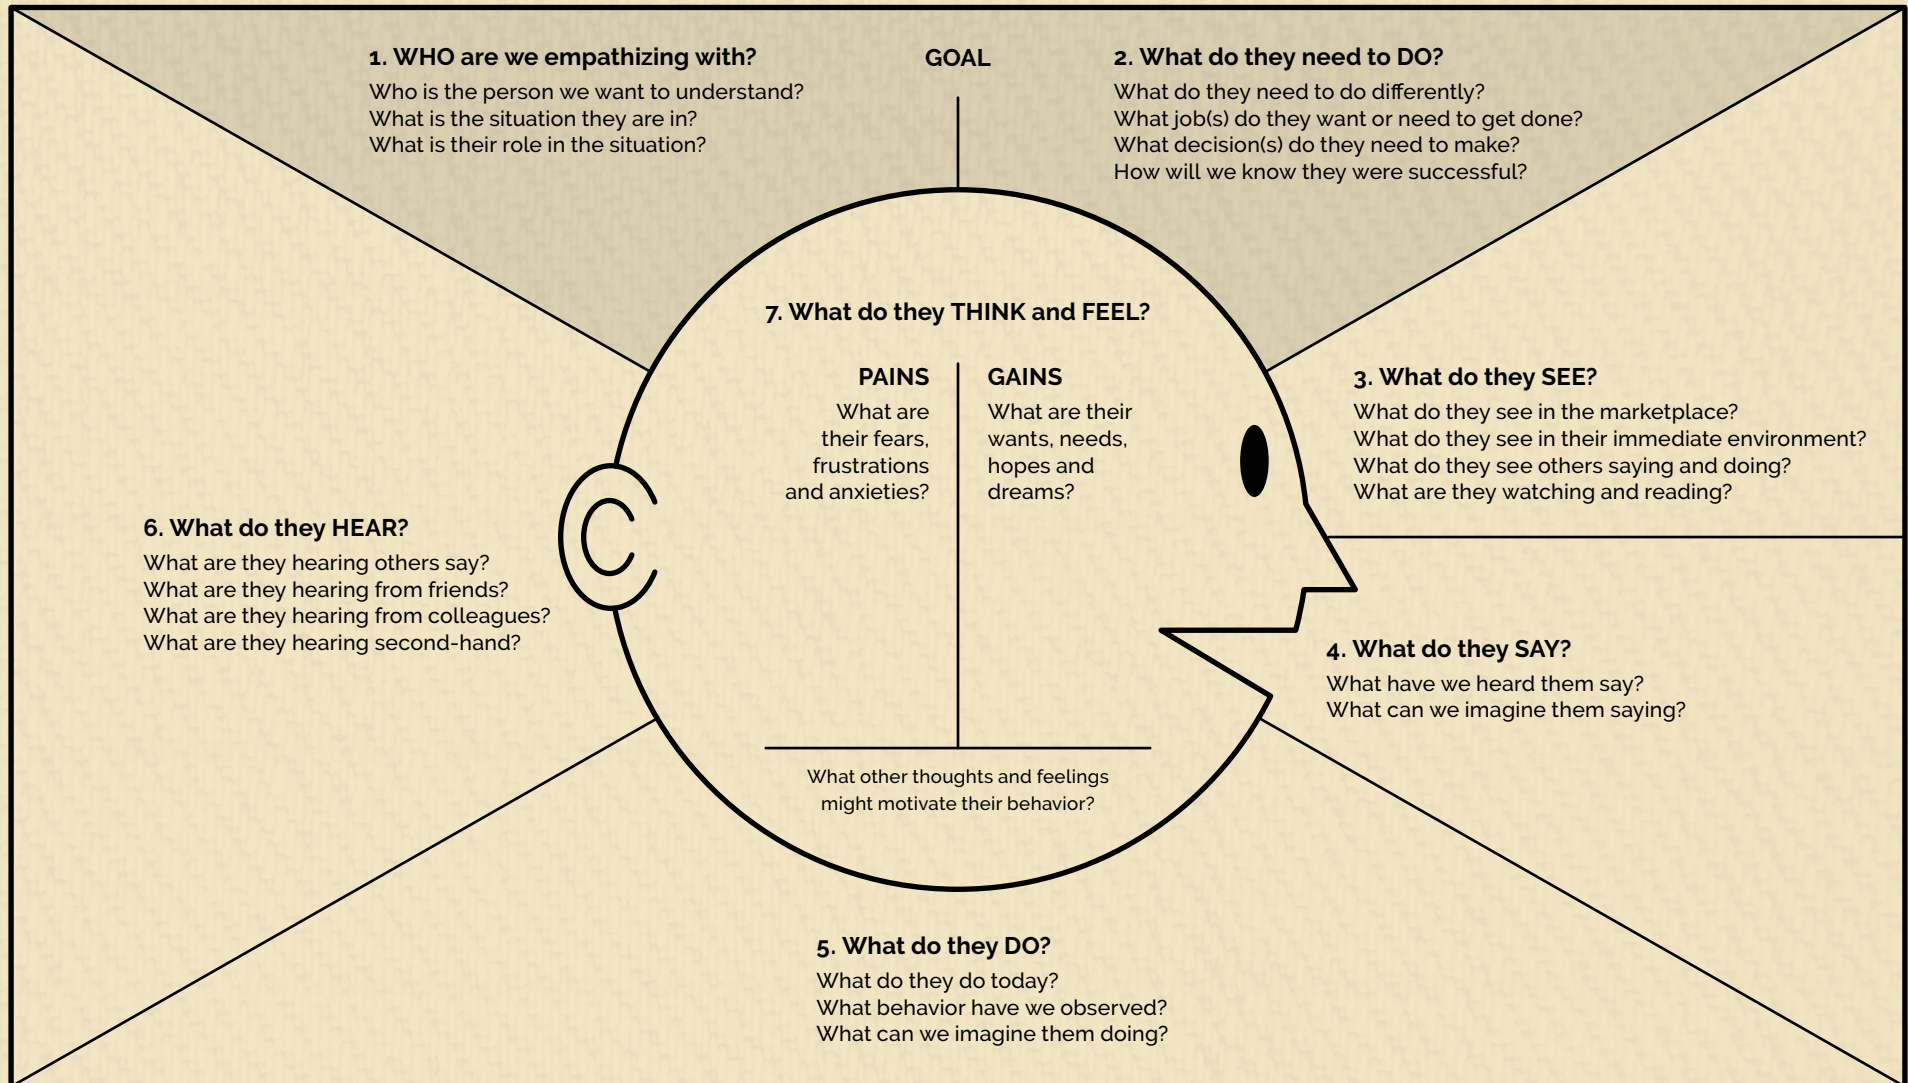 1. WHO are we empathizing with?
Who is the person we want to understand?
What is the situation they are in?
What is their role in the situation?
GOAL
2. What do they need to DO?
What do they need to do differently?
What job(s) do they want or need to get done?
What decision(s) do they need to make?
How will we know they were successful?
3. What do they SEE?
What do they see in the marketplace?
What do they see in their immediate environment?
What do they see others saying and doing?
What are they watching and reading?
4. What do they SAY?
What have we heard them say?
What can we imagine them saying?
5. What do they DO?
What do they do today?
What behavior have we observed?
What can we imagine them doing?
6. What do they HEAR?
What are they hearing others say?
What are they hearing from friends?
What are they hearing from colleagues?
What are they hearing second-hand?
7. What do they THINK and FEEL?
PAINS
What are
their fears,
frustrations
and anxieties?
GAINS
What are their
wants, needs,
hopes and
dreams?
What other thoughts and feelings
might motivate their behavior?